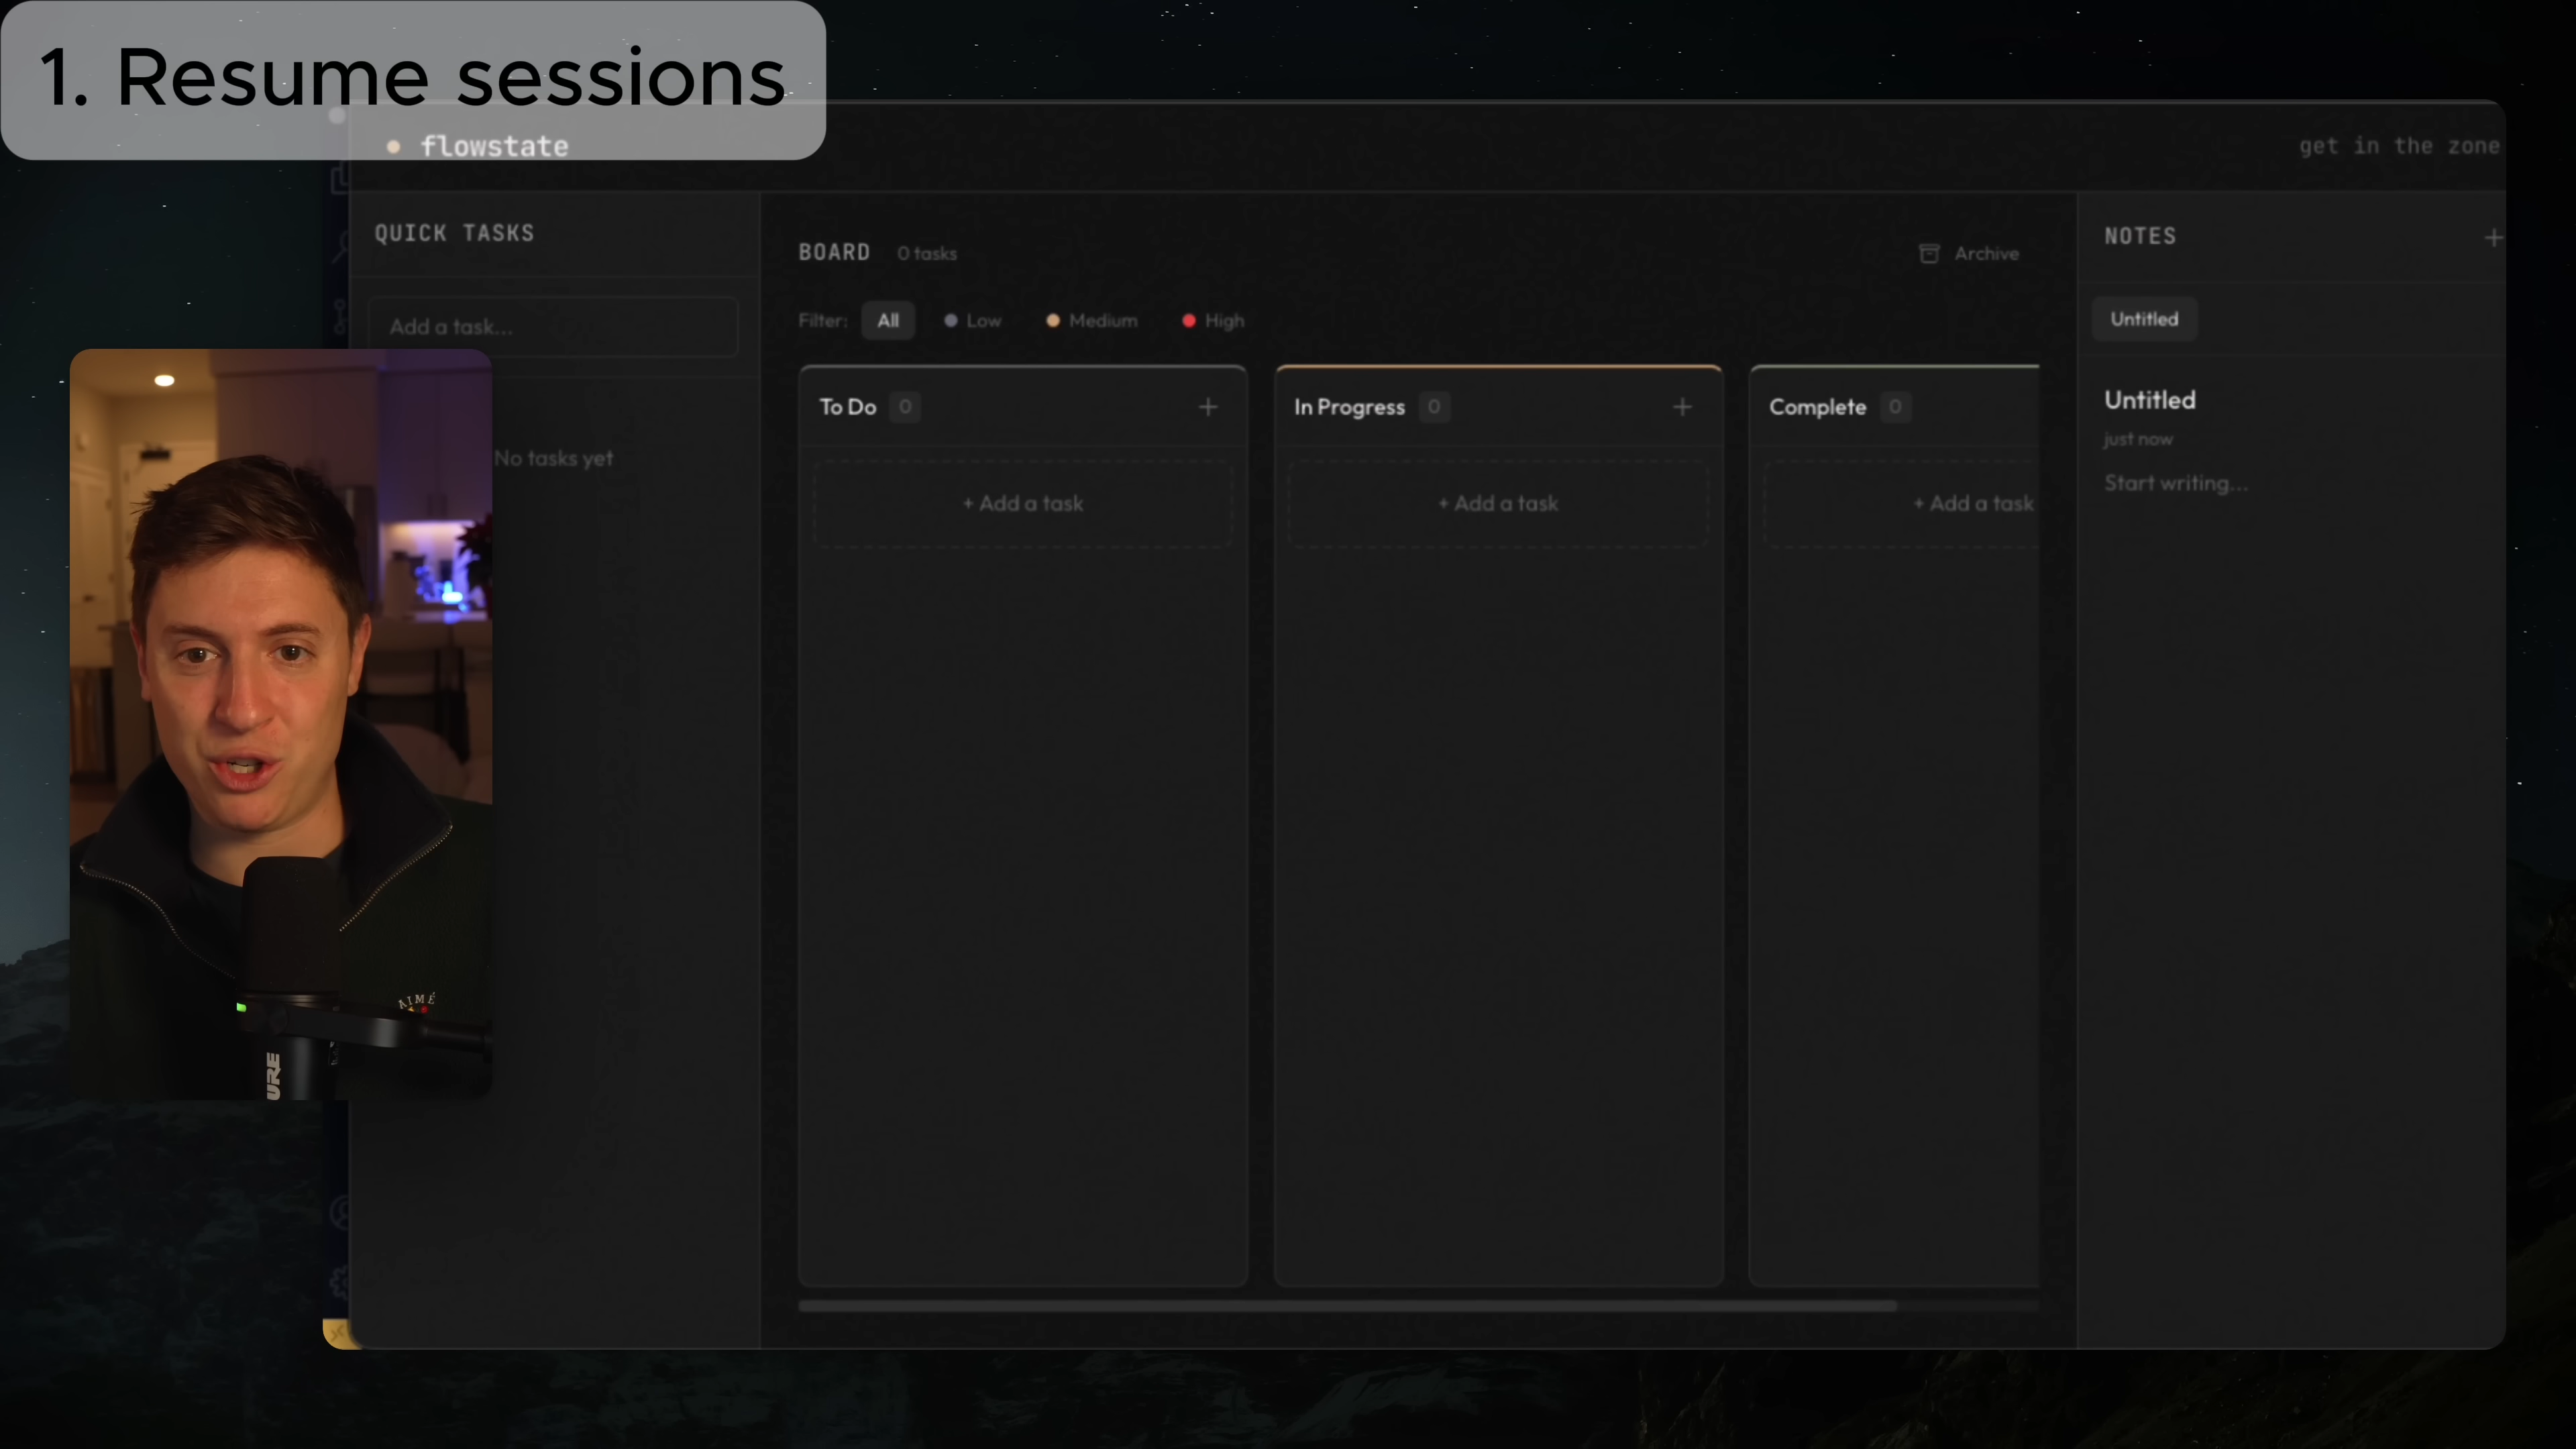 1. Resume sessions
flowstate
get in the zone
QUICK TASKS
Add a task...
No tasks yet
BOARD 0 tasks
Archive
Filter: All Low Medium High
To Do 0 +
+ Add a task
In Progress 0 +
+ Add a task
Complete 0
+ Add a task
NOTES +
Untitled
Untitled
just now
Start writing...
AIMÉ
URE